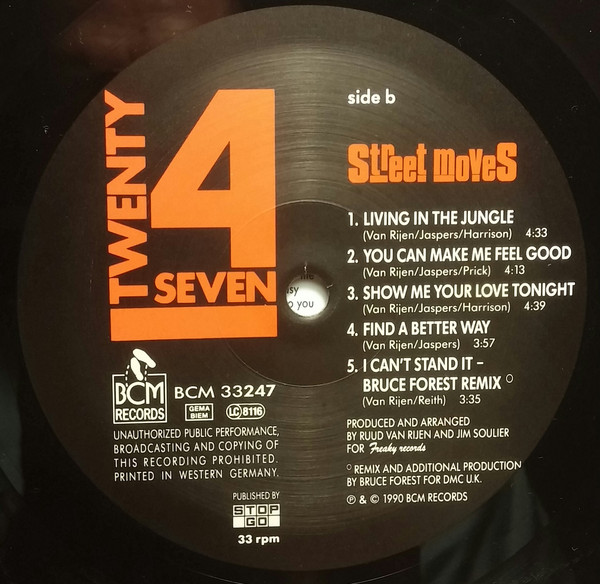 TWENTY
4
SEVEN
side b
Street moves
1. LIVING IN THE JUNGLE
(Van Rijen/Jaspers/Harrison) 4:33
2. YOU CAN MAKE ME FEEL GOOD
(Van Rijen/Jaspers/Prick) 4:13
3. SHOW ME YOUR LOVE TONIGHT
(Van Rijen/Jaspers/Harrison) 4:39
4. FIND A BETTER WAY
(Van Rijen/Jaspers) 3:57
5. I CAN'T STAND IT –
BRUCE FOREST REMIX O
(Van Rijen/Reith) 3:35
PRODUCED AND ARRANGED
BY RUUD VAN RIJEN AND JIM SOULIER
FOR Freaky records
O REMIX AND ADDITIONAL PRODUCTION
BY BRUCE FOREST FOR DMC U.K.
℗ & © 1990 BCM RECORDS
BCM
RECORDS
BCM 33247
GEMA
BIEM
LC 8116
UNAUTHORIZED PUBLIC PERFORMANCE,
BROADCASTING AND COPYING OF
THIS RECORDING PROHIBITED.
PRINTED IN WESTERN GERMANY.
PUBLISHED BY
STOP
GO
33 rpm
o you